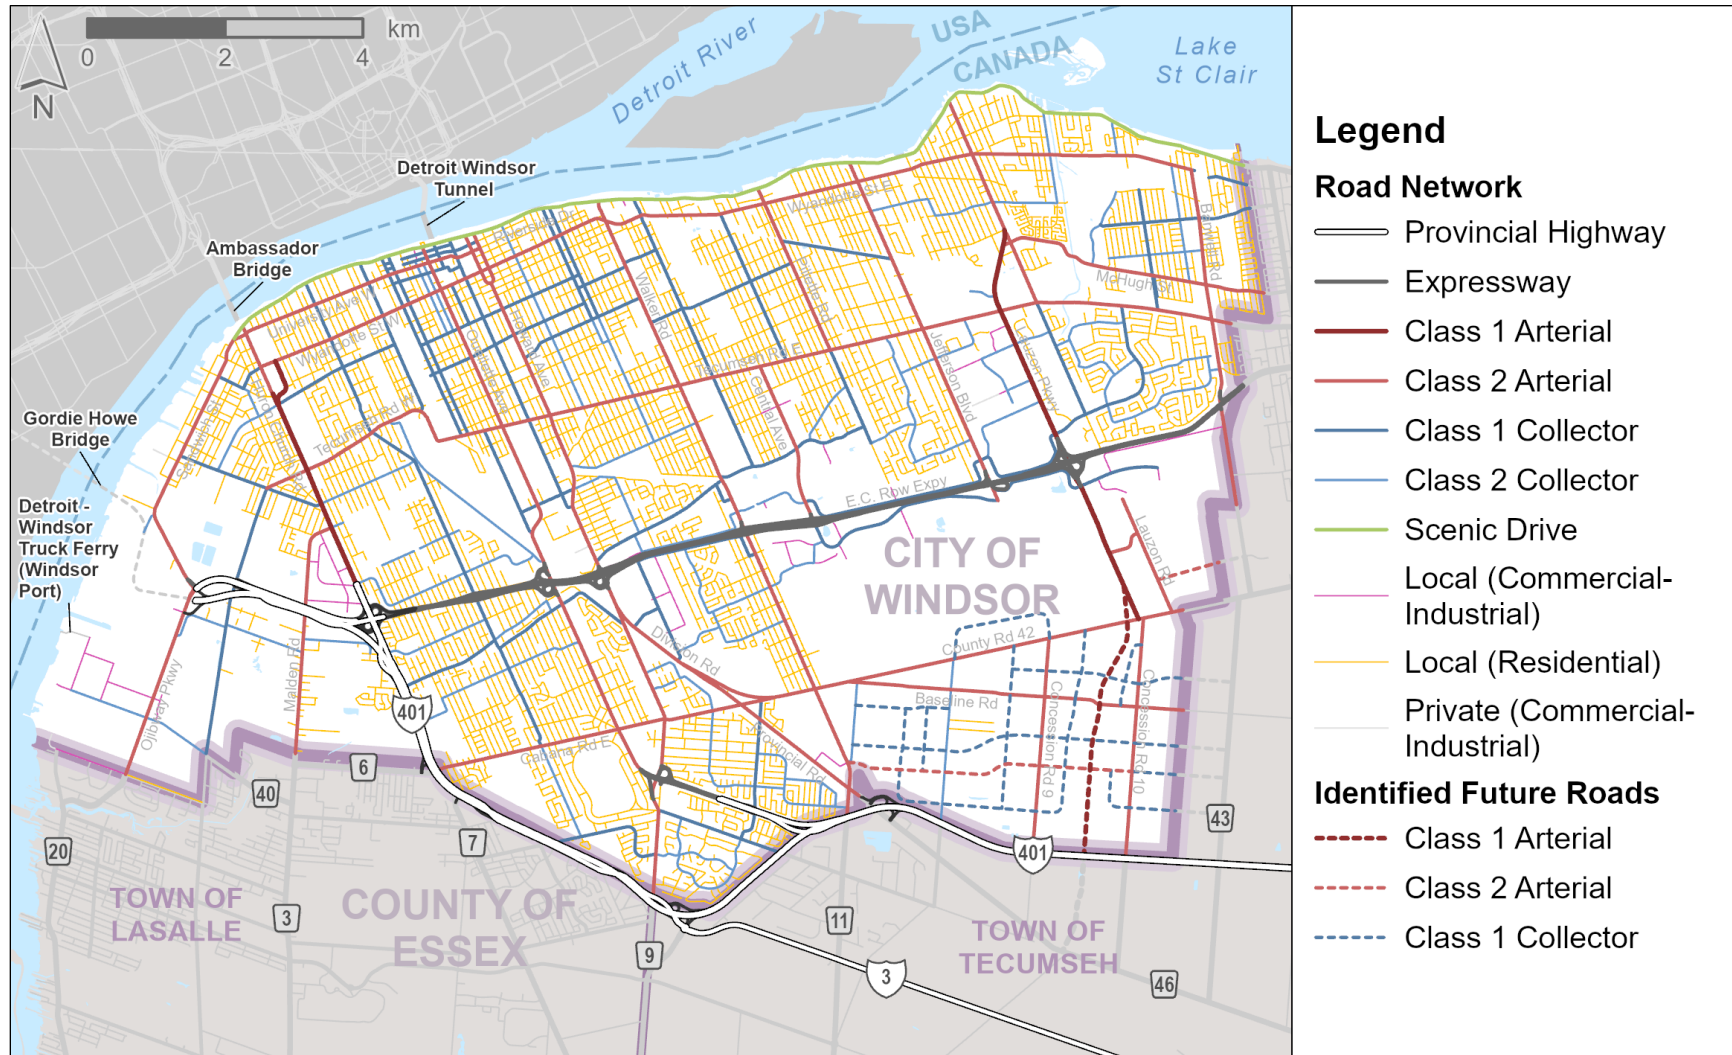 km
0
2
4
N
Detroit River
USA
CANADA
Lake
St Clair
Detroit Windsor
Tunnel
Ambassador
Bridge
Gordie Howe
Bridge
Detroit -
Windsor
Truck Ferry
(Windsor
Port)
Riverside Dr
Wyandotte St E
University Ave W
Wyandotte St W
Walker Rd
Pillette Rd
Banwell Rd
McHugh St
Howard Ave
Ouellette Ave
Tecumseh Rd E
Central Ave
Jefferson Blvd
Lauzon Pkwy
Sandwich St
Huron Church Rd
Tecumseh Rd W
E.C. Row Expy
Lauzon Rd
CITY OF
WINDSOR
County Rd 42
Division Rd
Malden Rd
Ojibway Pkwy
Baseline Rd
Concession Rd 9
Concession Rd 10
Cabana Rd E
Provincial Rd
401
6
40
20
7
3
9
11
401
43
46
3
TOWN OF
LASALLE
COUNTY OF
ESSEX
TOWN OF
TECUMSEH
Legend
Road Network
Provincial Highway
Expressway
Class 1 Arterial
Class 2 Arterial
Class 1 Collector
Class 2 Collector
Scenic Drive
Local (Commercial-
Industrial)
Local (Residential)
Private (Commercial-
Industrial)
Identified Future Roads
Class 1 Arterial
Class 2 Arterial
Class 1 Collector